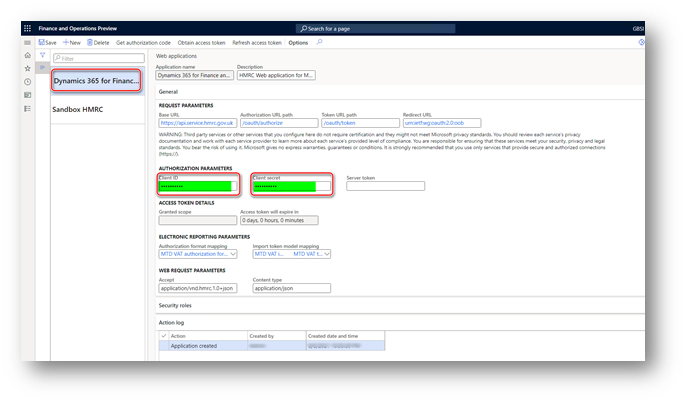 Finance and Operations Preview
Search for a page
GBSI
Save
New
Delete
Get authorization code
Obtain access token
Refresh access token
Options
Filter
Dynamics 365 for Financ...
Sandbox HMRC
Web applications
Application name
Description
Dynamics 365 for Finance an...
HMRC Web application for M...
General
REQUEST PARAMETERS
Base URL
Authorization URL path
Token URL path
Redirect URL
https://api.service.hmrc.gov.uk
/oauth/authorize
/oauth/token
urn:ietf:wg:oauth:2.0:oob
WARNING: Third party services or other services that you configure here do not require certification and they might not meet Microsoft privacy standards. You should review each service's privacy
documentation and work with each service provider to learn more about each service's provided level of compliance. You are responsible for ensuring that these services meet your security, privacy and legal
standards. You bear the risk of using it. Microsoft gives no express warranties, guarantees or conditions. It is strongly recommended that you use only services that provide secure and authorized connections
(https://).
AUTHORIZATION PARAMETERS
Client ID
Client secret
Server token
••••••••••
••••••••••
ACCESS TOKEN DETAILS
Granted scope
Access token will expire in
0 days, 0 hours, 0 minutes
ELECTRONIC REPORTING PARAMETERS
Authorization format mapping
Import token model mapping
MTD VAT authorization for...
MTD VAT i...
MTD VAT t...
WEB REQUEST PARAMETERS
Accept
Content type
application/vnd.hmrc.1.0+json
application/json
Security roles
Action log
Action
Created by
Created date and time
Application created